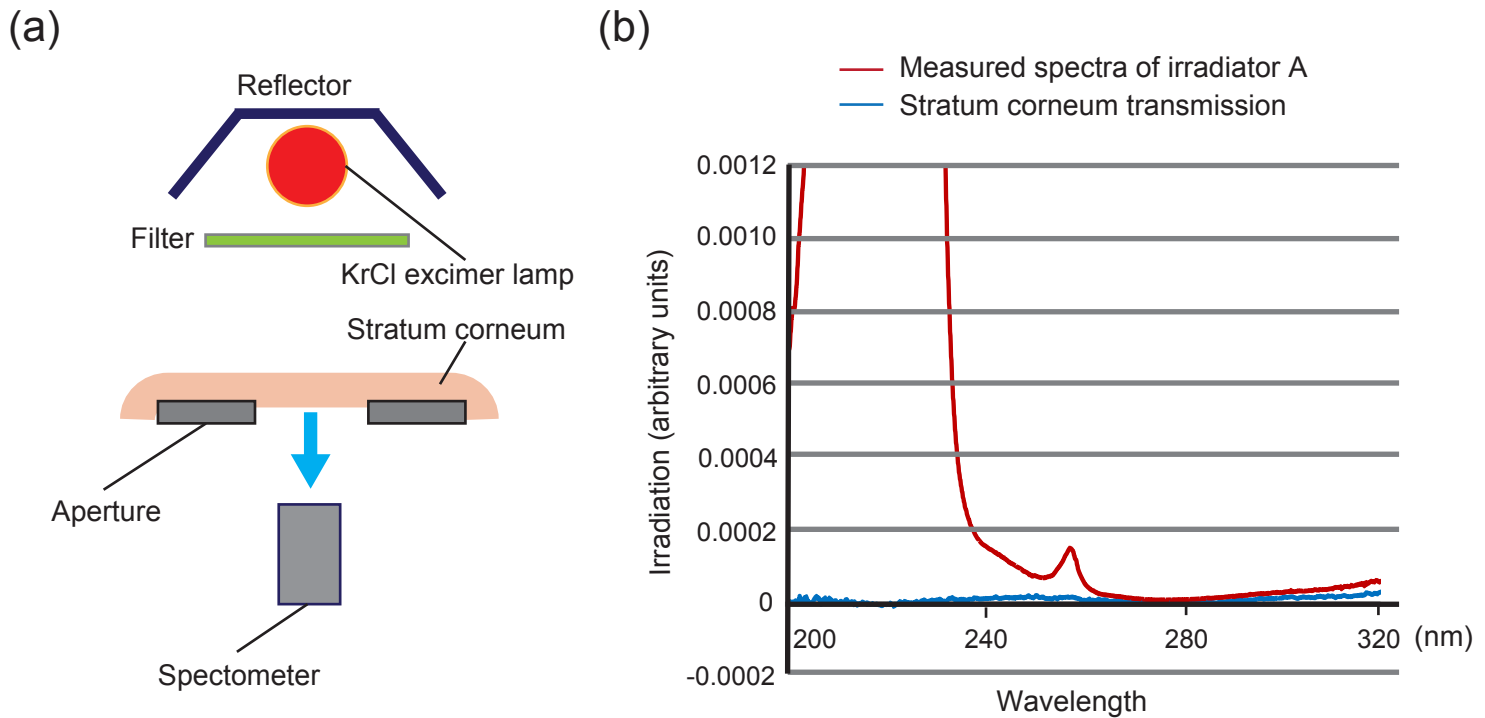 (a)
Reflector
Filter
KrCl excimer lamp
Stratum corneum
Aperture
Spectometer
(b)
Measured spectra of irradiator A
Stratum corneum transmission
Irradiation (arbitrary units)
0.0012
0.0010
0.0008
0.0006
0.0004
0.0002
0
-0.0002
200 240 280 320 (nm)
Wavelength